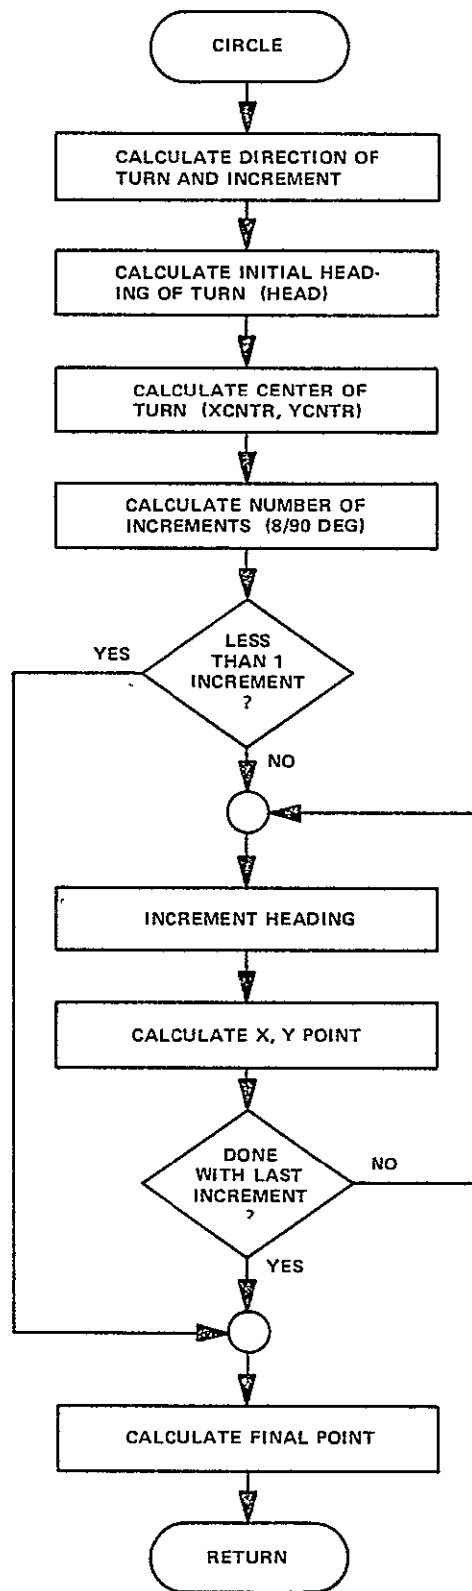 CIRCLE
CALCULATE DIRECTION OF
TURN AND INCREMENT
CALCULATE INITIAL HEAD-
ING OF TURN (HEAD)
CALCULATE CENTER OF
TURN (XCNTR, YCNTR)
CALCULATE NUMBER OF
INCREMENTS (8/90 DEG)
YES
LESS
THAN 1
INCREMENT
?
NO
INCREMENT HEADING
CALCULATE X, Y POINT
DONE
WITH LAST
INCREMENT
?
NO
YES
CALCULATE FINAL POINT
RETURN